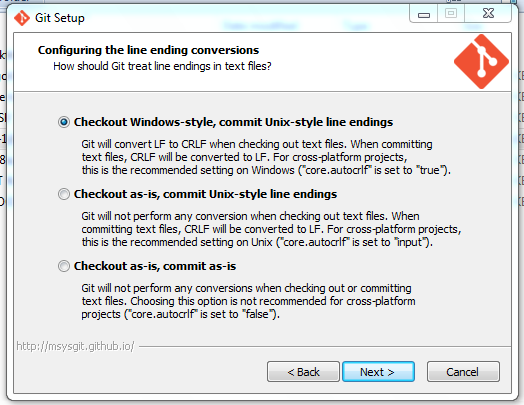 Git Setup
Configuring the line ending conversions
How should Git treat line endings in text files?
Checkout Windows-style, commit Unix-style line endings
Git will convert LF to CRLF when checking out text files. When committing
text files, CRLF will be converted to LF. For cross-platform projects,
this is the recommended setting on Windows ("core.autocrlf" is set to "true").
Checkout as-is, commit Unix-style line endings
Git will not perform any conversion when checking out text files. When
committing text files, CRLF will be converted to LF. For cross-platform projects,
this is the recommended setting on Unix ("core.autocrlf" is set to "input").
Checkout as-is, commit as-is
Git will not perform any conversions when checking out or committing
text files. Choosing this option is not recommended for cross-platform
projects ("core.autocrlf" is set to "false").
http://msysgit.github.io/
< Back
Next >
Cancel